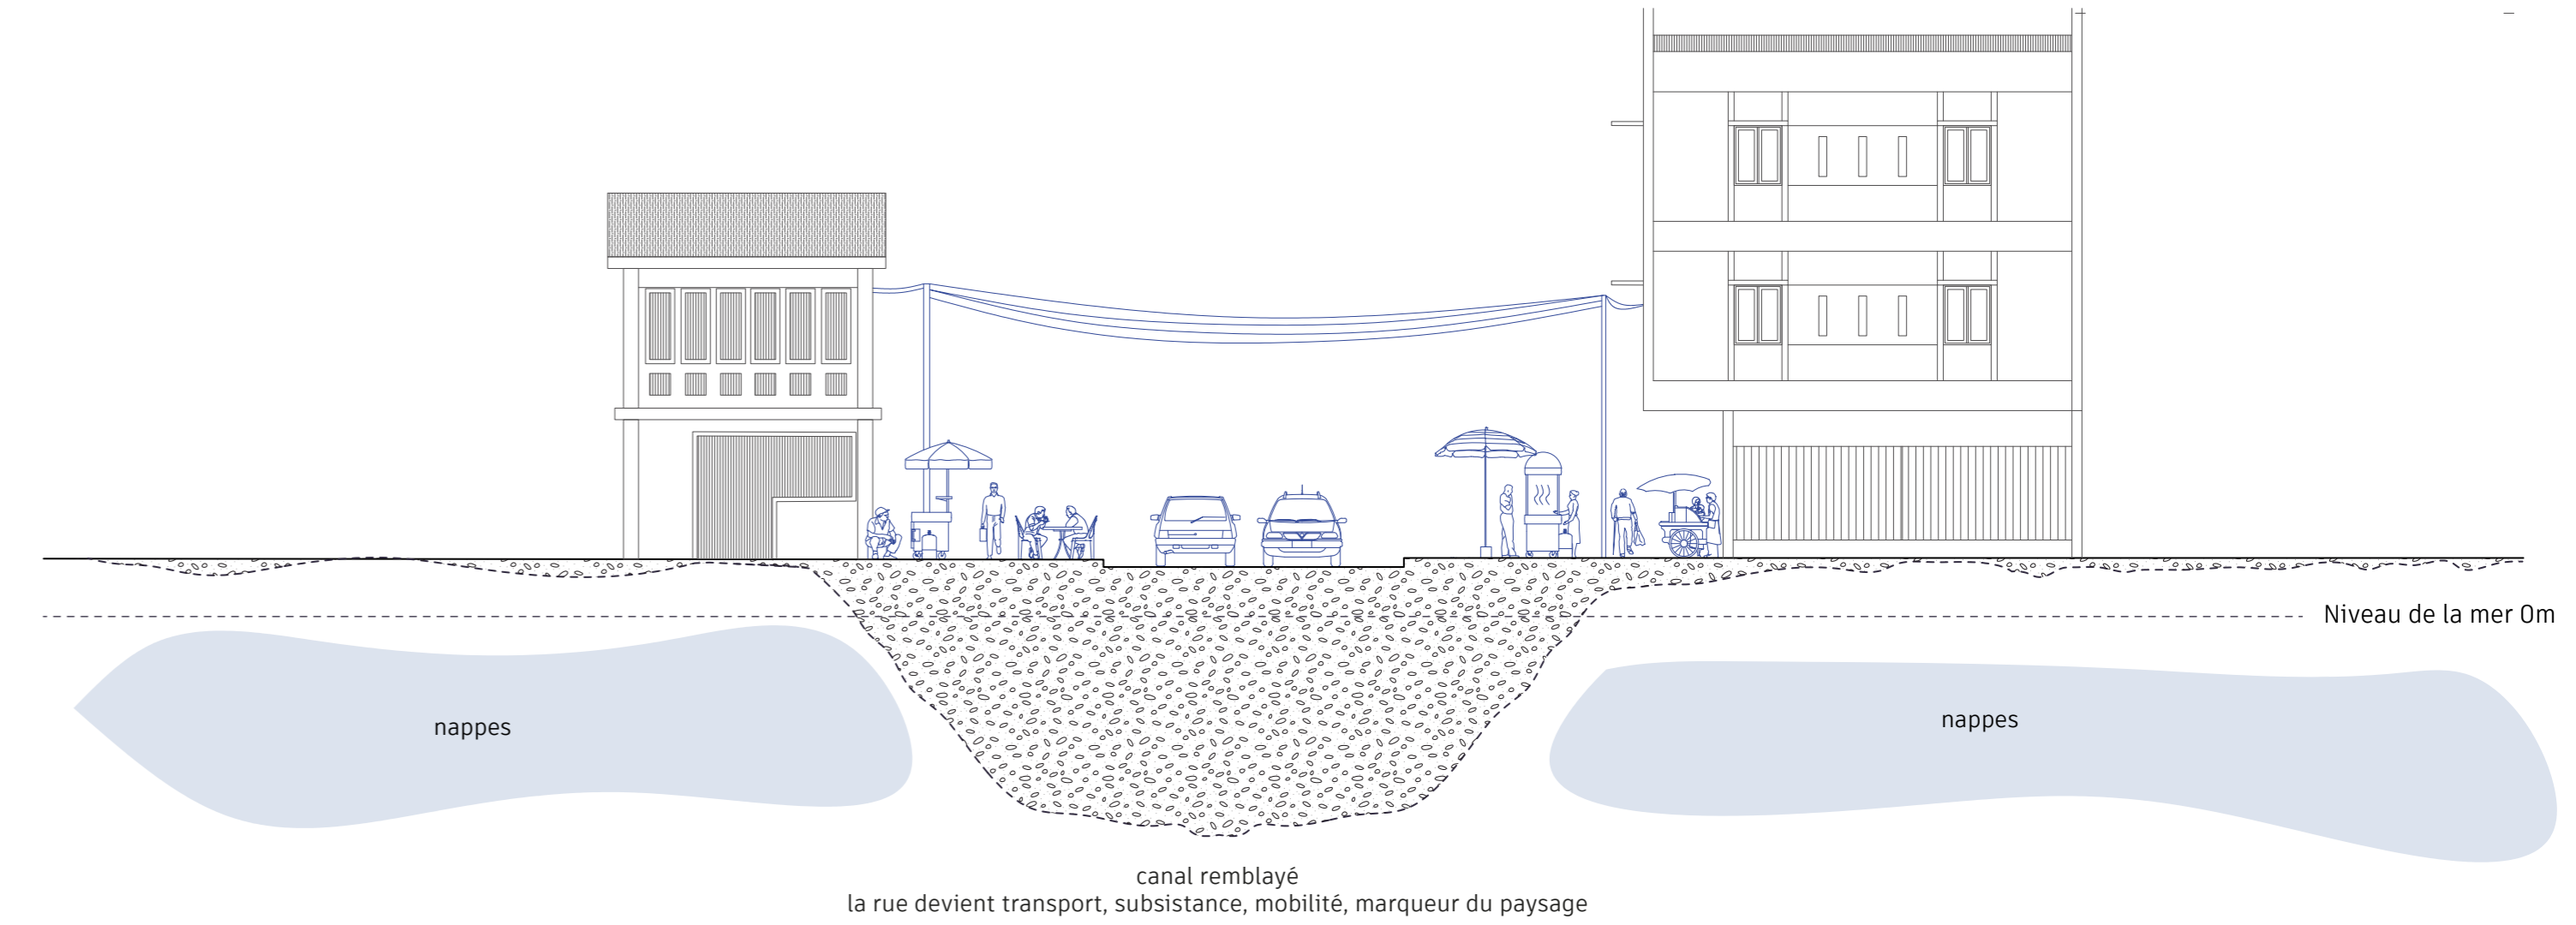 Niveau de la mer 0m
nappes
nappes
canal remblayé
la rue devient transport, subsistance, mobilité, marqueur du paysage